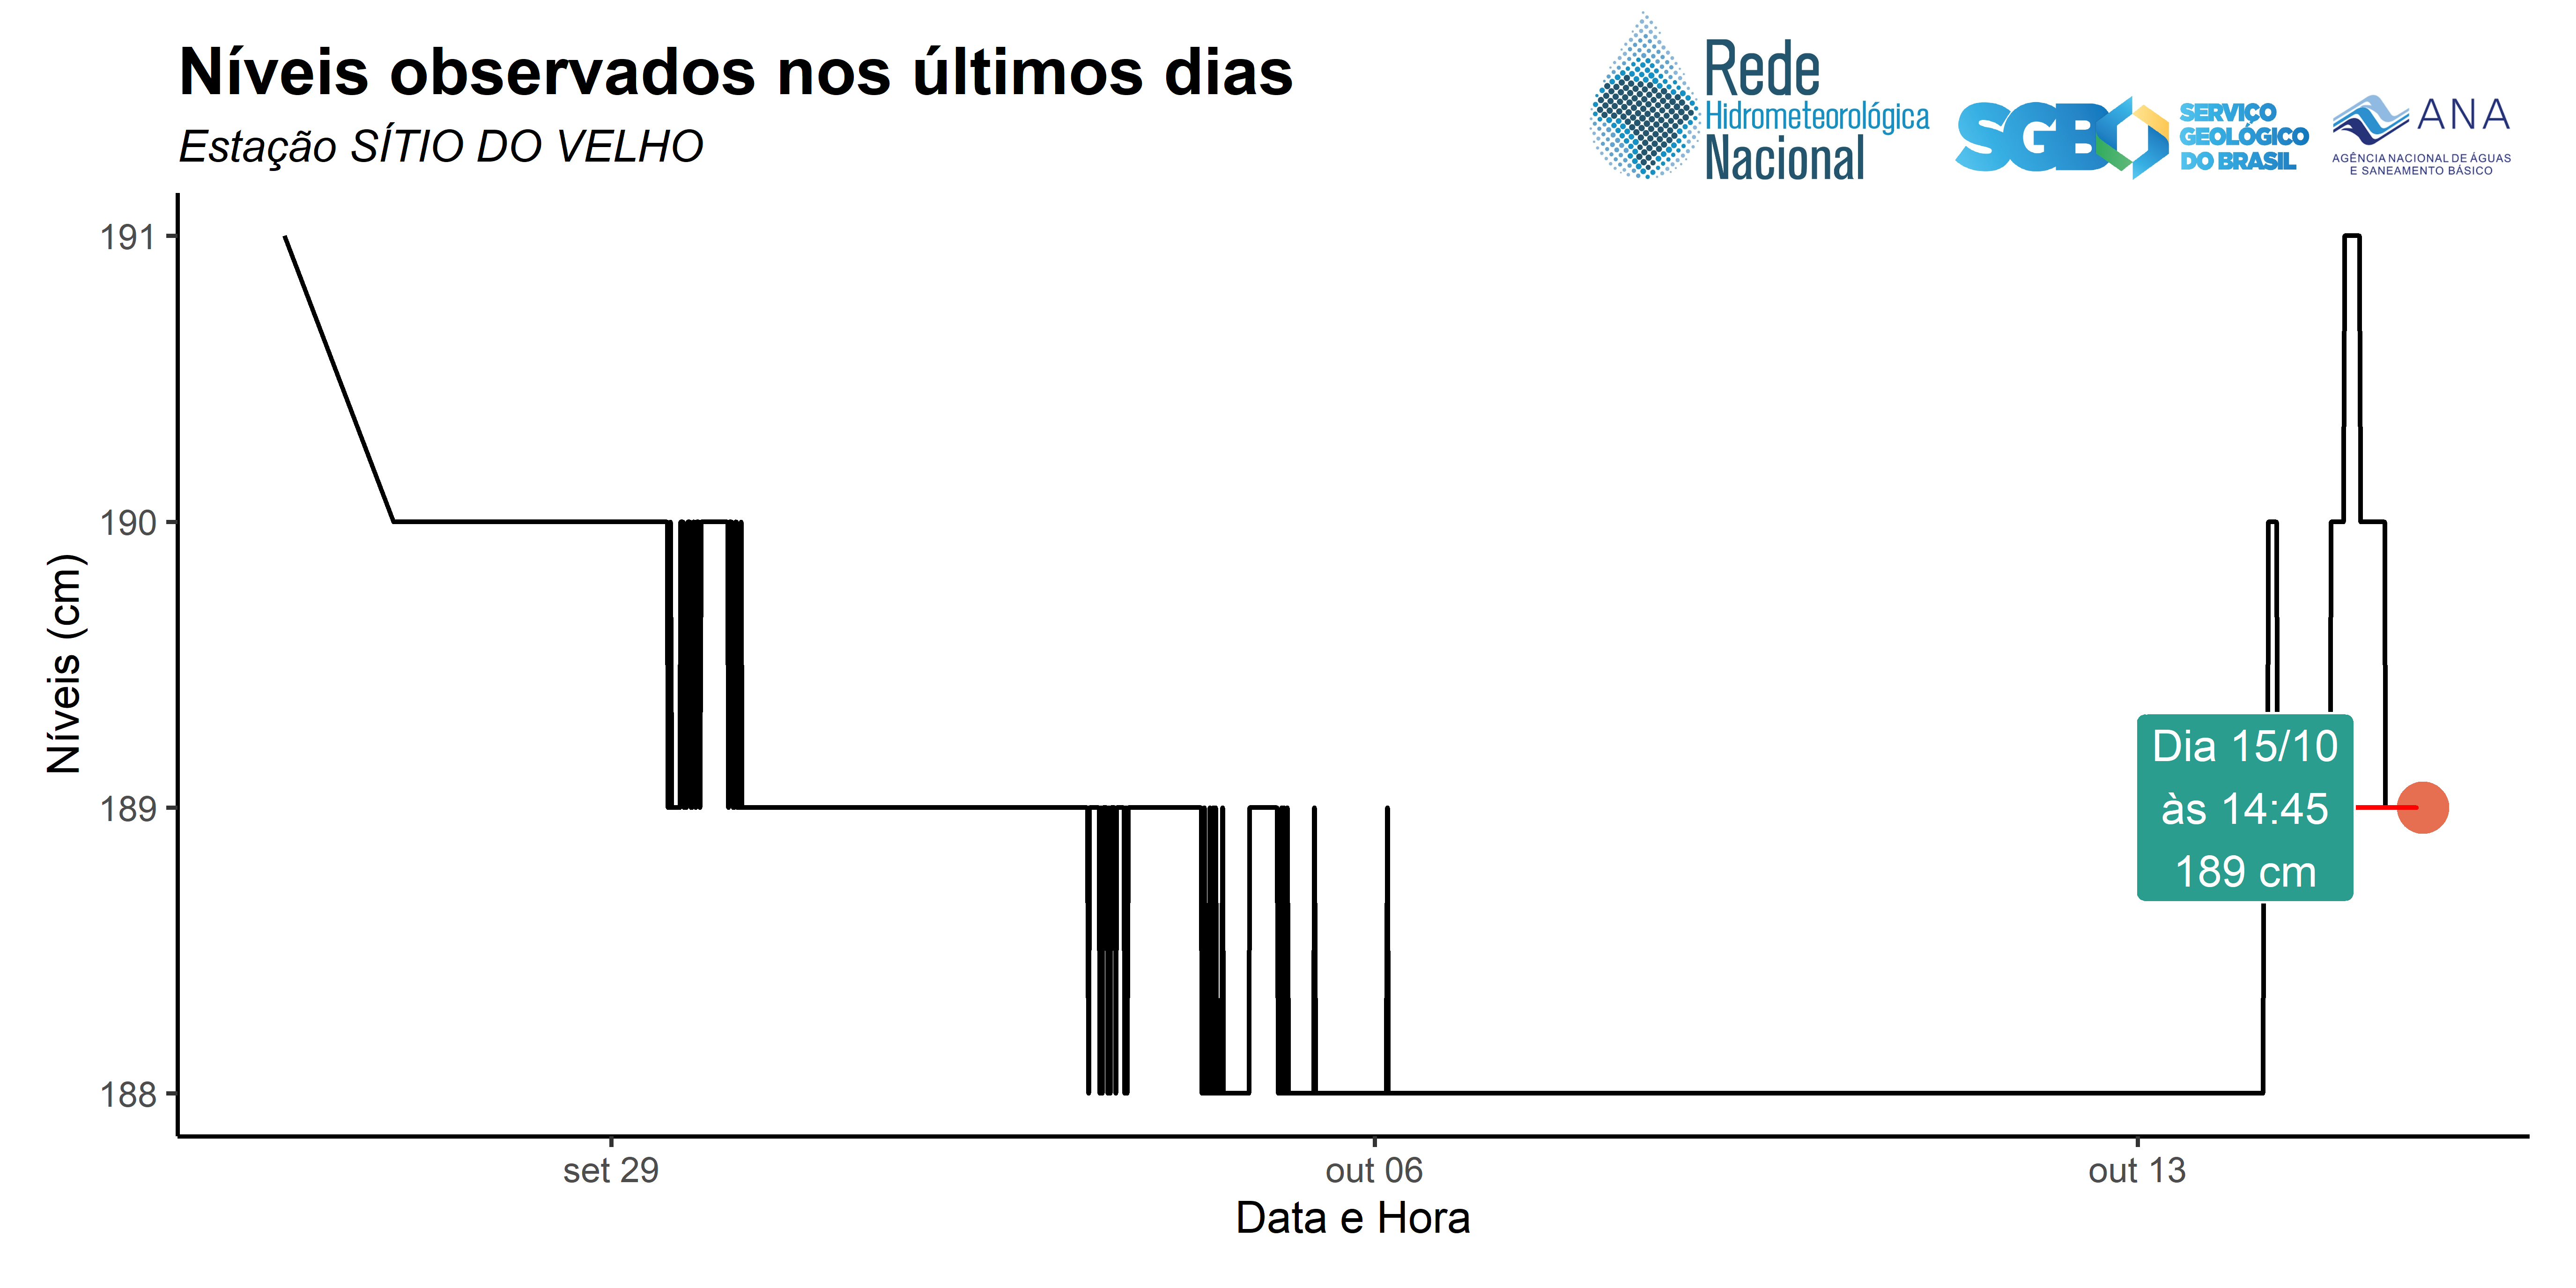 Níveis observados nos últimos dias
Estação SÍTIO DO VELHO
Rede
Hidrometeorológica
Nacional
SGB
SERVIÇO
GEOLÓGICO
DO BRASIL
ANA
AGÊNCIA NACIONAL DE ÁGUAS
E SANEAMENTO BÁSICO
Níveis (cm)
191
190
189
188
Dia 15/10
às 14:45
189 cm
set 29
out 06
out 13
Data e Hora